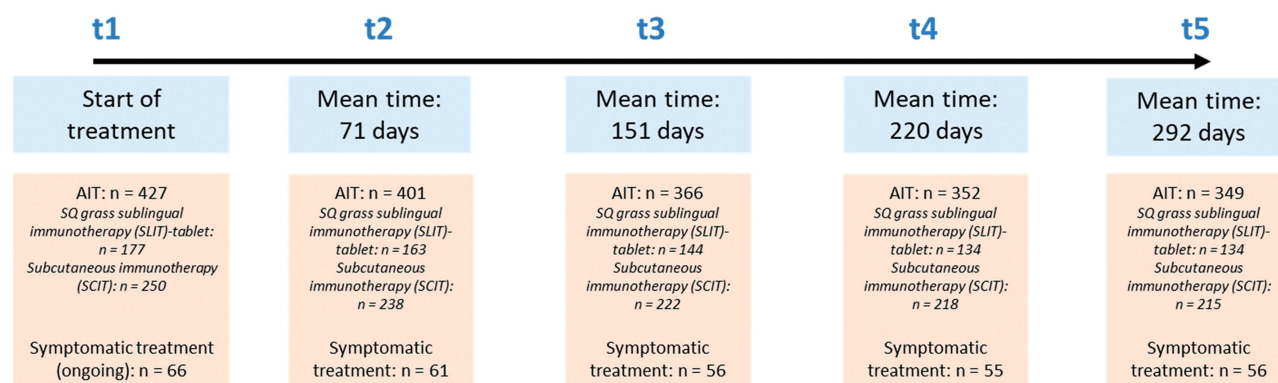 t1
t2
t3
t4
t5
Start of
treatment
Mean time:
71 days
Mean time:
151 days
Mean time:
220 days
Mean time:
292 days
AIT: n = 427
SQ grass sublingual
immunotherapy (SLIT)-tablet:
n = 177
Subcutaneous immunotherapy
(SCIT): n = 250
Symptomatic treatment
(ongoing): n = 66
AIT: n = 401
SQ grass sublingual
immunotherapy (SLIT)-
tablet: n = 163
Subcutaneous
immunotherapy (SCIT):
n = 238
Symptomatic
treatment: n = 61
AIT: n = 366
SQ grass sublingual
immunotherapy (SLIT)-
tablet: n = 144
Subcutaneous
immunotherapy (SCIT):
n = 222
Symptomatic
treatment: n = 56
AIT: n = 352
SQ grass sublingual
immunotherapy (SLIT)-
tablet: n = 134
Subcutaneous
immunotherapy (SCIT):
n = 218
Symptomatic
treatment: n = 55
AIT: n = 349
SQ grass sublingual
immunotherapy (SLIT)-
tablet: n = 134
Subcutaneous
immunotherapy (SCIT):
n = 215
Symptomatic
treatment: n = 56